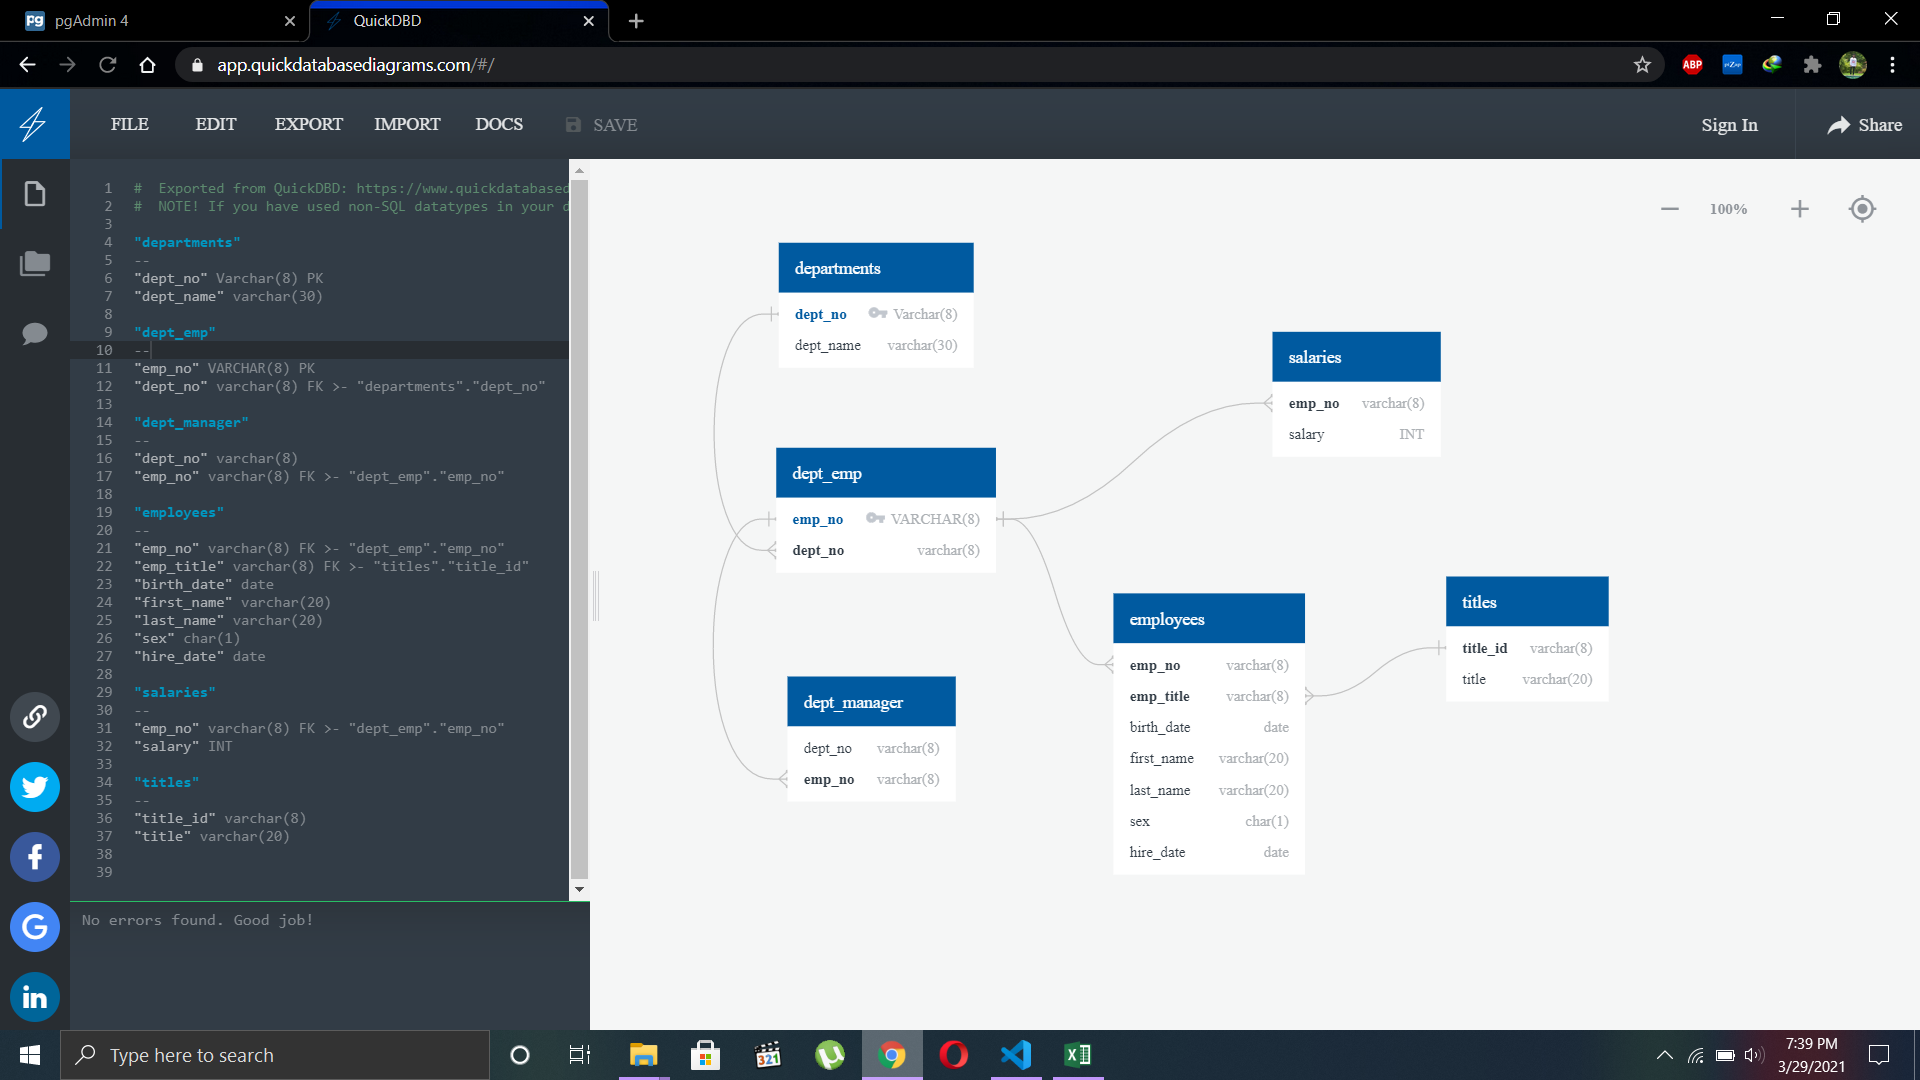 pgAdmin 4
QuickDBD
app.quickdatabasediagrams.com/#/
ABP
FILE EDIT EXPORT IMPORT DOCS SAVE
Sign In
Share
1 # Exported from QuickDBD: https://www.quickdatabased
2 # NOTE! If you have used non-SQL datatypes in your d
3
4 "departments"
5 --
6 "dept_no" Varchar(8) PK
7 "dept_name" varchar(30)
8
9 "dept_emp"
10 --
11 "emp_no" VARCHAR(8) PK
12 "dept_no" varchar(8) FK >- "departments"."dept_no"
13
14 "dept_manager"
15 --
16 "dept_no" varchar(8)
17 "emp_no" varchar(8) FK >- "dept_emp"."emp_no"
18
19 "employees"
20 --
21 "emp_no" varchar(8) FK >- "dept_emp"."emp_no"
22 "emp_title" varchar(8) FK >- "titles"."title_id"
23 "birth_date" date
24 "first_name" varchar(20)
25 "last_name" varchar(20)
26 "sex" char(1)
27 "hire_date" date
28
29 "salaries"
30 --
31 "emp_no" varchar(8) FK >- "dept_emp"."emp_no"
32 "salary" INT
33
34 "titles"
35 --
36 "title_id" varchar(8)
37 "title" varchar(20)
38
39
No errors found. Good job!
100%
departments
dept_no Varchar(8)
dept_name varchar(30)
salaries
emp_no varchar(8)
salary INT
dept_emp
emp_no VARCHAR(8)
dept_no varchar(8)
employees
emp_no varchar(8)
emp_title varchar(8)
birth_date date
first_name varchar(20)
last_name varchar(20)
sex char(1)
hire_date date
titles
title_id varchar(8)
title varchar(20)
dept_manager
dept_no varchar(8)
emp_no varchar(8)
Type here to search
321
7:39 PM
3/29/2021